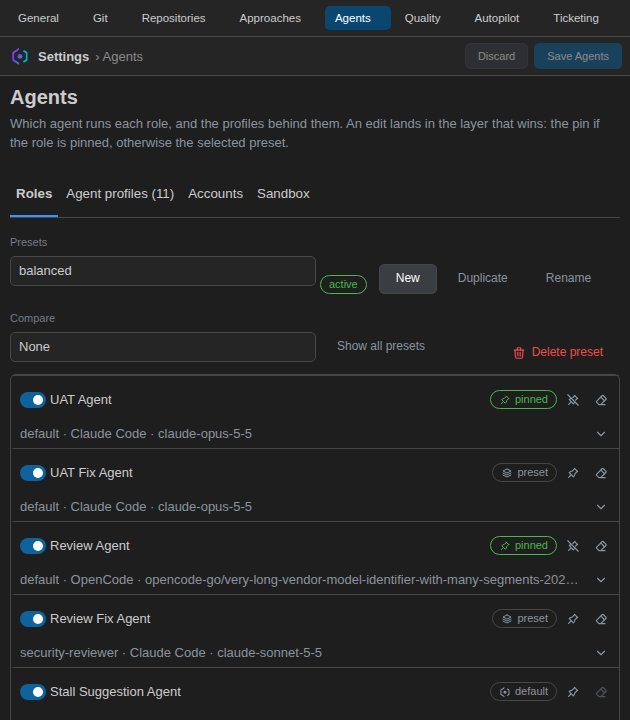 General Git Repositories Approaches Agents Quality Autopilot Ticketing
Settings › Agents Discard Save Agents
Agents
Which agent runs each role, and the profiles behind them. An edit lands in the layer that wins: the pin if
the role is pinned, otherwise the selected preset.
Roles Agent profiles (11) Accounts Sandbox
Presets
balanced active New Duplicate Rename
Compare
None Show all presets Delete preset
UAT Agent pinned
default · Claude Code · claude-opus-5-5
UAT Fix Agent preset
default · Claude Code · claude-opus-5-5
Review Agent pinned
default · OpenCode · opencode-go/very-long-vendor-model-identifier-with-many-segments-202…
Review Fix Agent preset
security-reviewer · Claude Code · claude-sonnet-5-5
Stall Suggestion Agent default